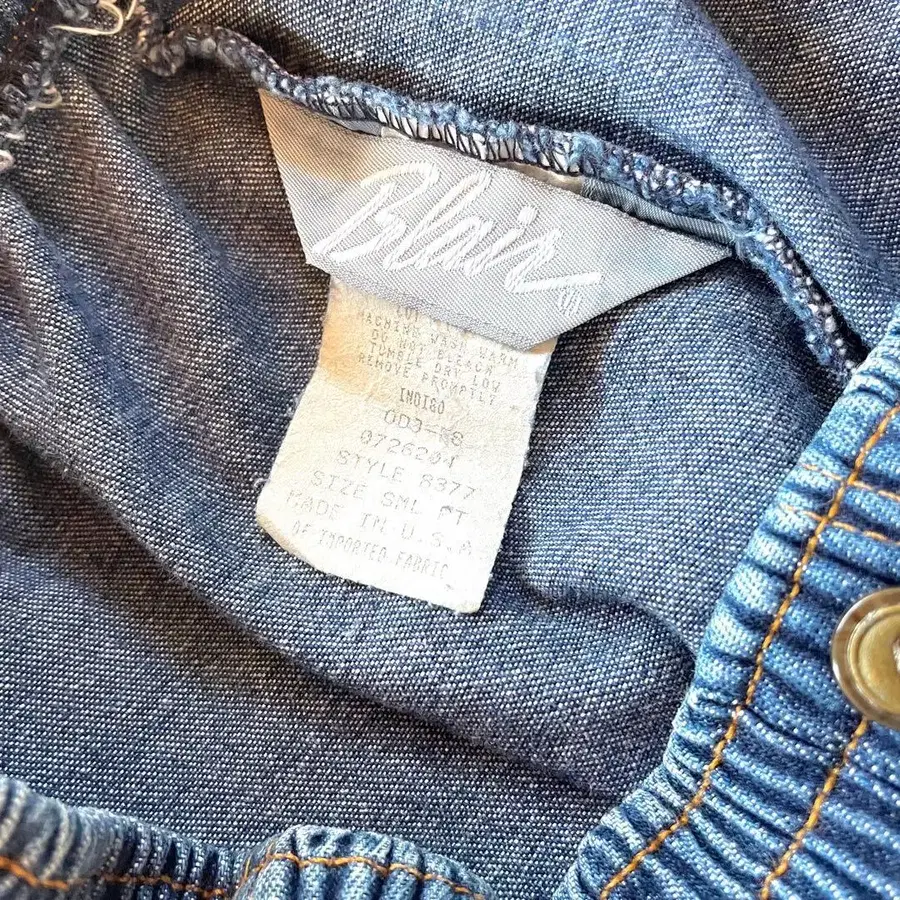 Blair
MACHINE WASH WARM
DO NOT BLEACH
TUMBLE DRY LOW
REMOVE PROMPTLY
INDIGO
0726204
STYLE 8377
SIZE SML PT
MADE IN U.S.A
OF IMPORTED FABRIC